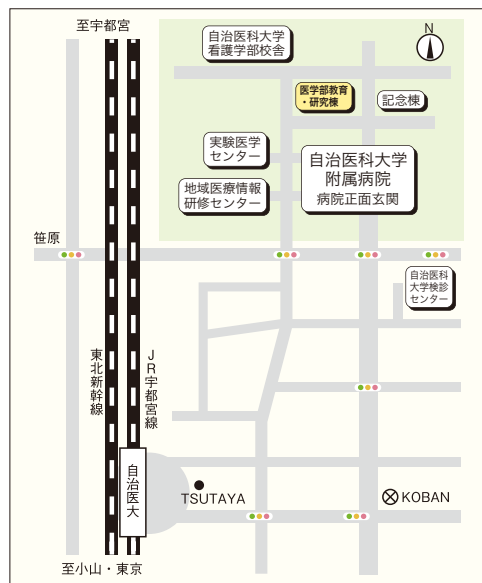 至宇都宮
自治医科大学
看護学部校舎
N
医学部教育
・研究棟
記念棟
実験医学
センター
自治医科大学
附属病院
病院正面玄関
地域医療情報
研修センター
笹原
自治医科
大学検診
センター
東北新幹線
JR宇都宮線
自治医大
TSUTAYA
KOBAN
至小山・東京